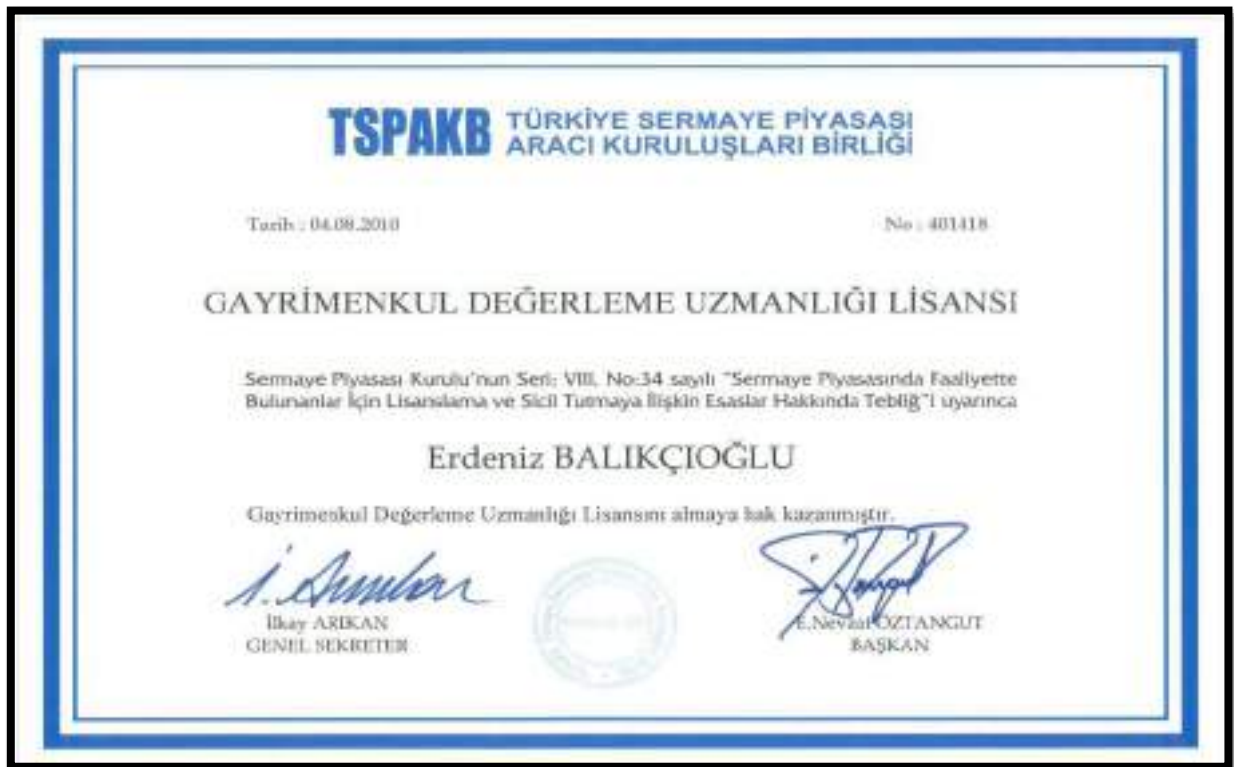 TSPAKB TÜRKİYE SERMAYE PİYASASI
ARACI KURULUŞLARI BİRLİĞİ
Tarih : 04.08.2010 No : 401418
GAYRİMENKUL DEĞERLEME UZMANLIĞI LİSANSI
Sermaye Piyasası Kurulu'nun Seri: VIII, No:34 sayılı "Sermaye Piyasasında Faaliyette
Bulunanlar İçin Lisanslama ve Sicil Tutmaya İlişkin Esaslar Hakkında Tebliğ"i uyarınca
Erdeniz BALIKÇIOĞLU
Gayrimenkul Değerleme Uzmanlığı Lisansını almaya hak kazanmıştır.
İlkay ARIKAN E.Nevzat ÖZTANGUT
GENEL SEKRETER BAŞKAN